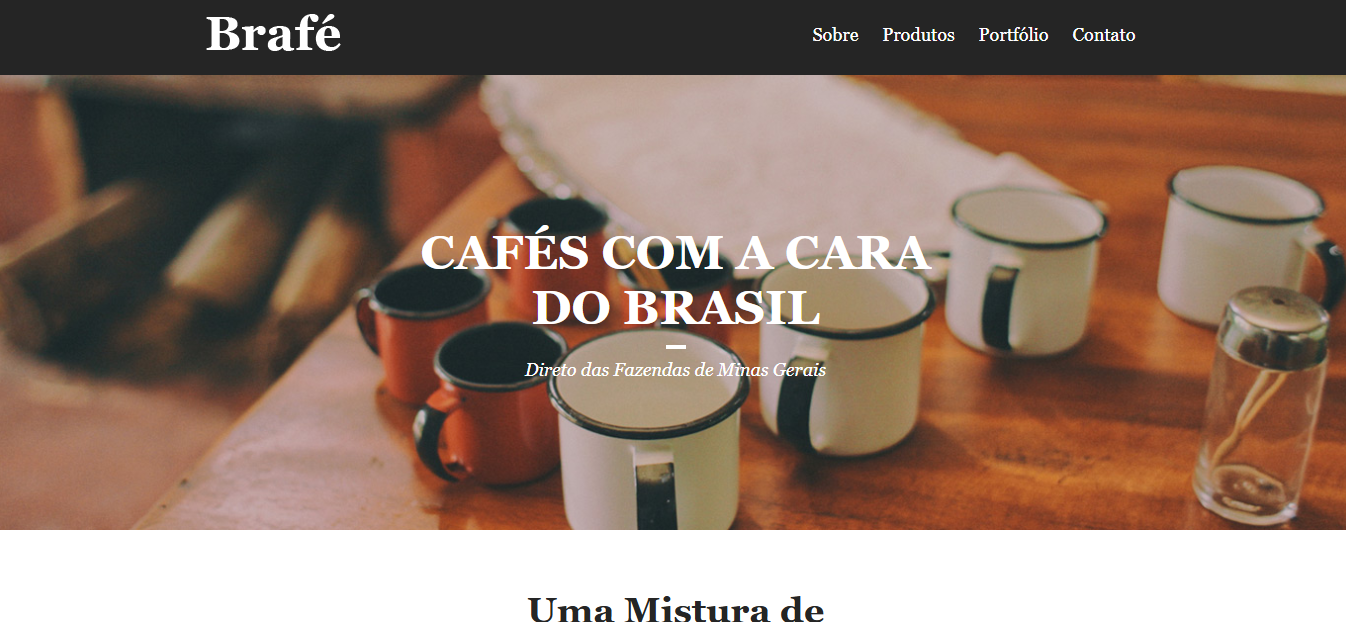 Brafé
Sobre Produtos Portfólio Contato
CAFÉS COM A CARA
DO BRASIL
Direto das Fazendas de Minas Gerais
Uma Mistura de